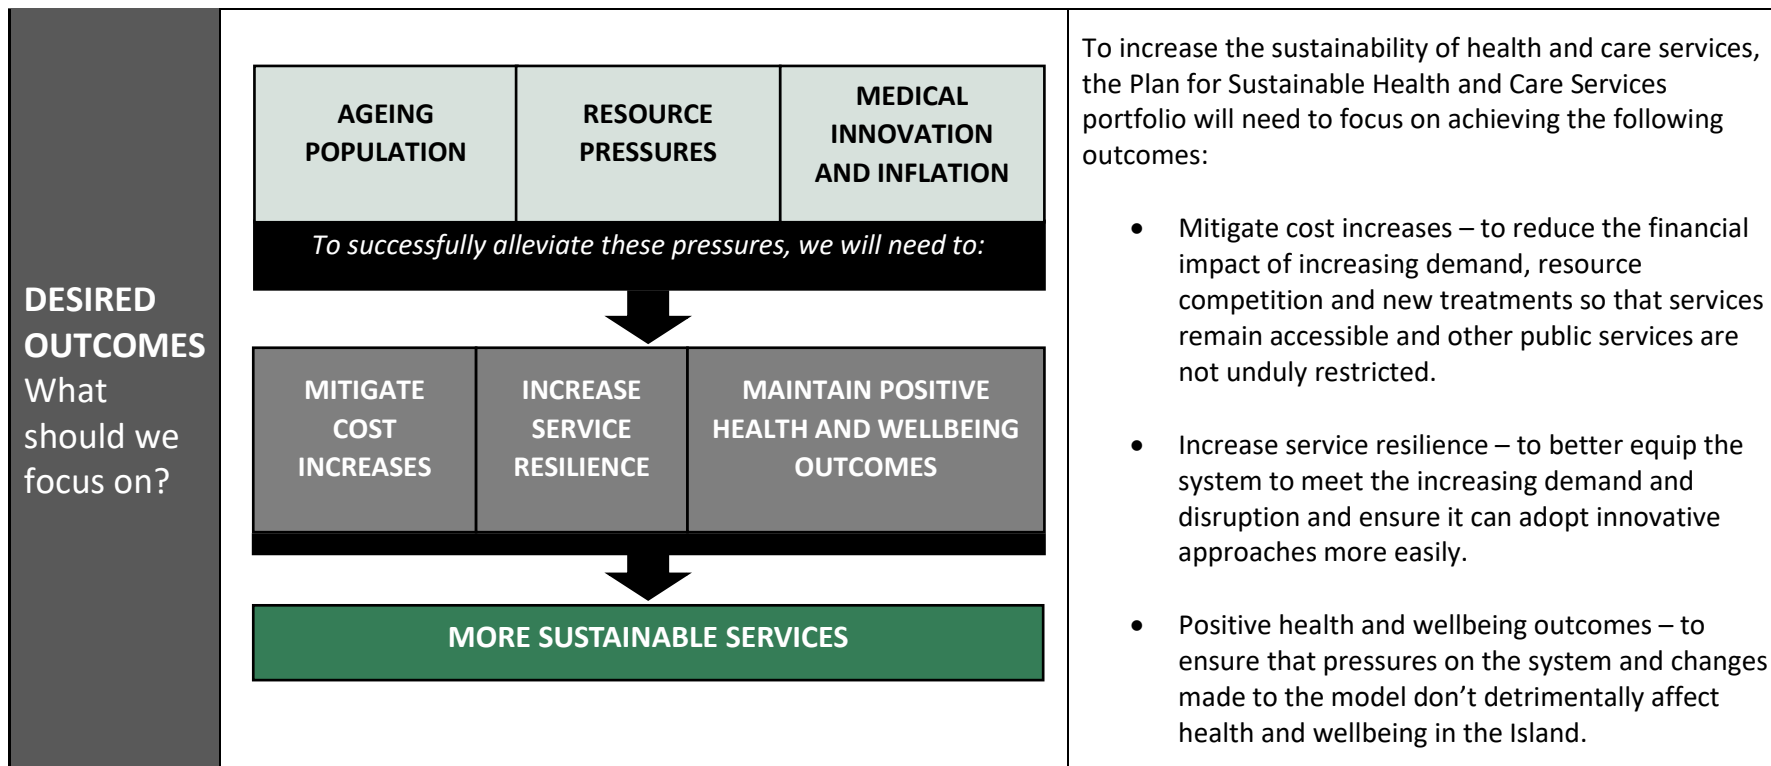 DESIRED
OUTCOMES
What
should we
focus on?
AGEING
POPULATION
RESOURCE
PRESSURES
MEDICAL
INNOVATION
AND INFLATION
To successfully alleviate these pressures, we will need to:
MITIGATE
COST
INCREASES
INCREASE
SERVICE
RESILIENCE
MAINTAIN POSITIVE
HEALTH AND WELLBEING
OUTCOMES
MORE SUSTAINABLE SERVICES
To increase the sustainability of health and care services,
the Plan for Sustainable Health and Care Services
portfolio will need to focus on achieving the following
outcomes:
• Mitigate cost increases – to reduce the financial
impact of increasing demand, resource
competition and new treatments so that services
remain accessible and other public services are
not unduly restricted.
• Increase service resilience – to better equip the
system to meet the increasing demand and
disruption and ensure it can adopt innovative
approaches more easily.
• Positive health and wellbeing outcomes – to
ensure that pressures on the system and changes
made to the model don’t detrimentally affect
health and wellbeing in the Island.